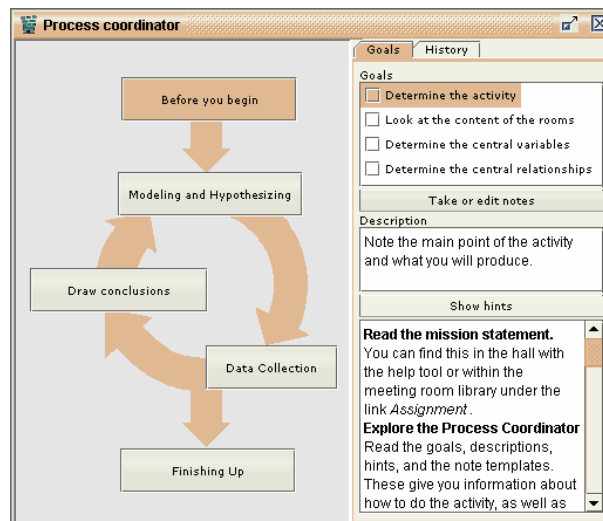 Process coordinator
Before you begin
Modeling and Hypothesizing
Draw conclusions
Data Collection
Finishing Up
Goals
History
Goals
Determine the activity
Look at the content of the rooms
Determine the central variables
Determine the central relationships
Take or edit notes
Description
Note the main point of the activity
and what you will produce.
Show hints
Read the mission statement.
You can find this in the hall with
the help tool or within the
meeting room library under the
link Assignment .
Explore the Process Coordinator
Read the goals, descriptions,
hints, and the note templates.
These give you information about
how to do the activity, as well as